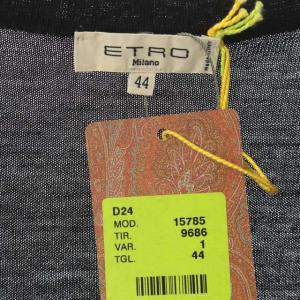 ETRO
Milano
44
D24
MOD. 15785
TIR. 9686
VAR. 1
TGL. 44